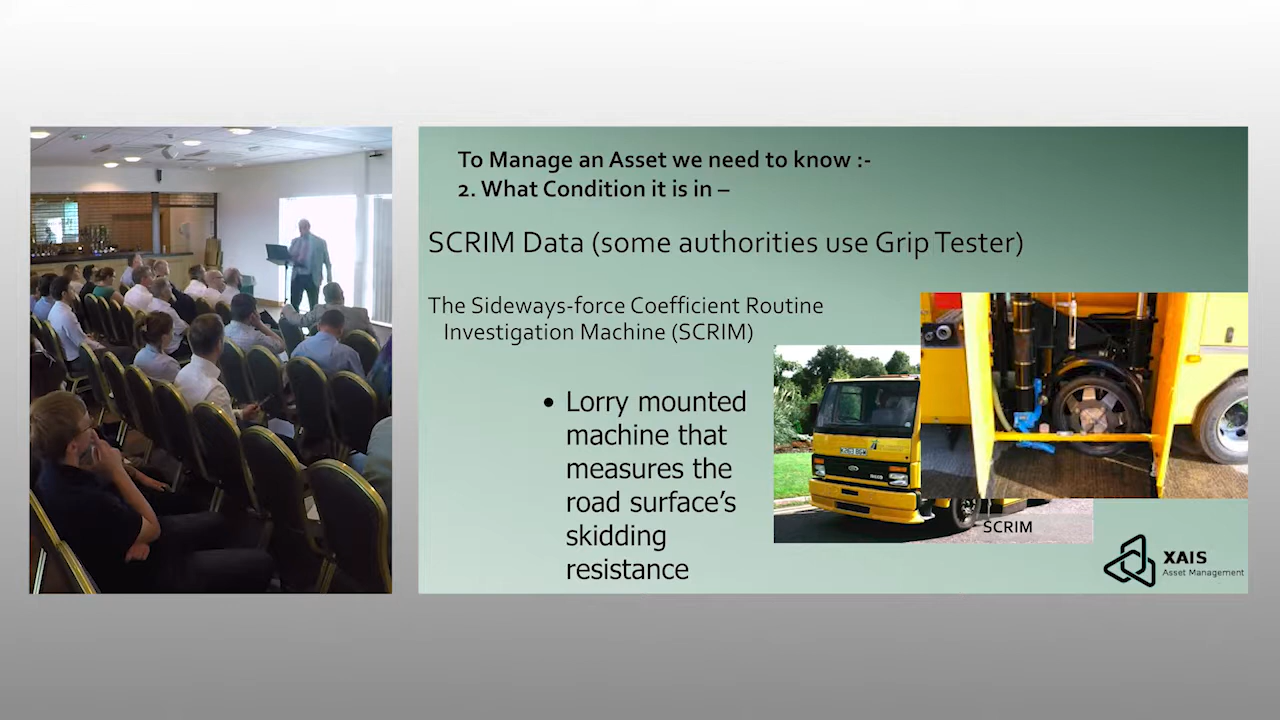 To Manage an Asset we need to know :-
2. What Condition it is in –
SCRIM Data (some authorities use Grip Tester)
The Sideways-force Coefficient Routine
Investigation Machine (SCRIM)
• Lorry mounted
machine that
measures the
road surface’s
skidding
resistance
SCRIM
XAIS
Asset Management